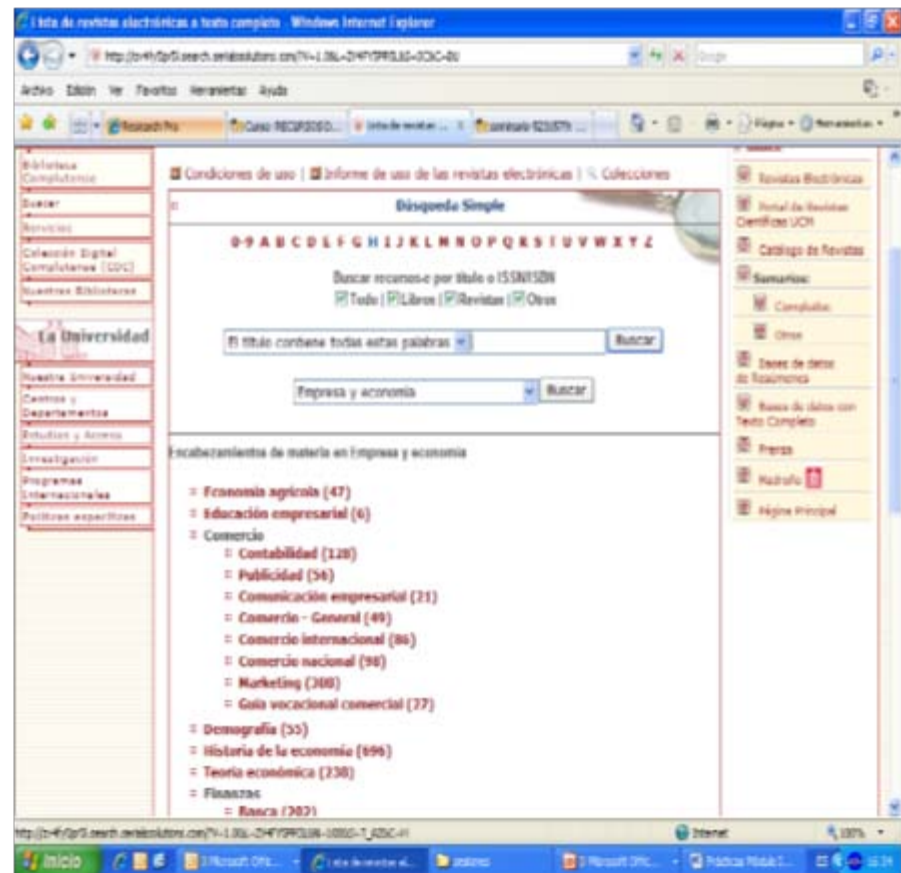 Lista de revistas electrónicas a texto completo - Windows Internet Explorer
Google
Archivo Edición Ver Favoritos Herramientas Ayuda
Página Herramientas
Biblioteca Complutense
Buscar
Servicios
Colección Digital Complutense (CDC)
Nuestras Bibliotecas
La Universidad
Nuestra Universidad
Centros y Departamentos
Estudios y Acceso
Investigación
Programas Internacionales
Políticas específicas
Condiciones de uso | Informe de uso de las revistas electrónicas | Colecciones
Búsqueda Simple
0-9 A B C D E F G H I J K L M N O P Q R S T U V W X Y Z
Buscar recursos-e por título o ISSN/ISBN
Todo | Libros | Revistas | Otros
El título contiene todas estas palabras
Buscar
Empresa y economía
Buscar
Encabezamientos de materia en Empresa y economía
Economía agrícola (47)
Educación empresarial (6)
Comercio
Contabilidad (128)
Publicidad (56)
Comunicación empresarial (21)
Comercio - General (49)
Comercio internacional (86)
Comercio nacional (98)
Marketing
Guía vocacional comercial
Demografía (55)
Historia de la economía (696)
Teoría económica (238)
Finanzas
Banca (202)
Revistas Electrónicas
Portal de Revistas Científicas UCM
Catálogo de Revistas
Sumarios:
Compludoc
Otros
Bases de datos de Resúmenes
Bases de datos con Texto Completo
Prensa
Madroño
Página Principal
Internet
100%
Inicio